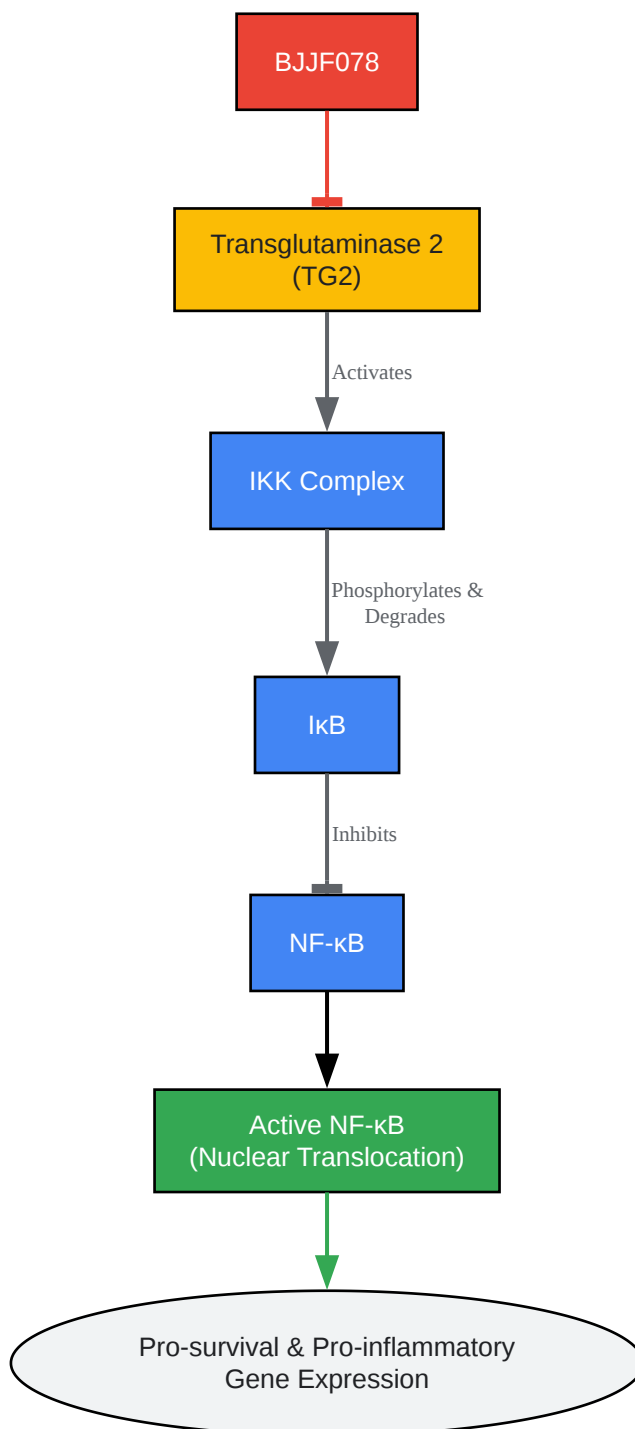 BJJF078
Transglutaminase 2
(TG2)
Activates
IKK Complex
Phosphorylates &
Degrades
IκB
Inhibits
NF-κB
Active NF-κB
(Nuclear Translocation)
Pro-survival & Pro-inflammatory
Gene Expression